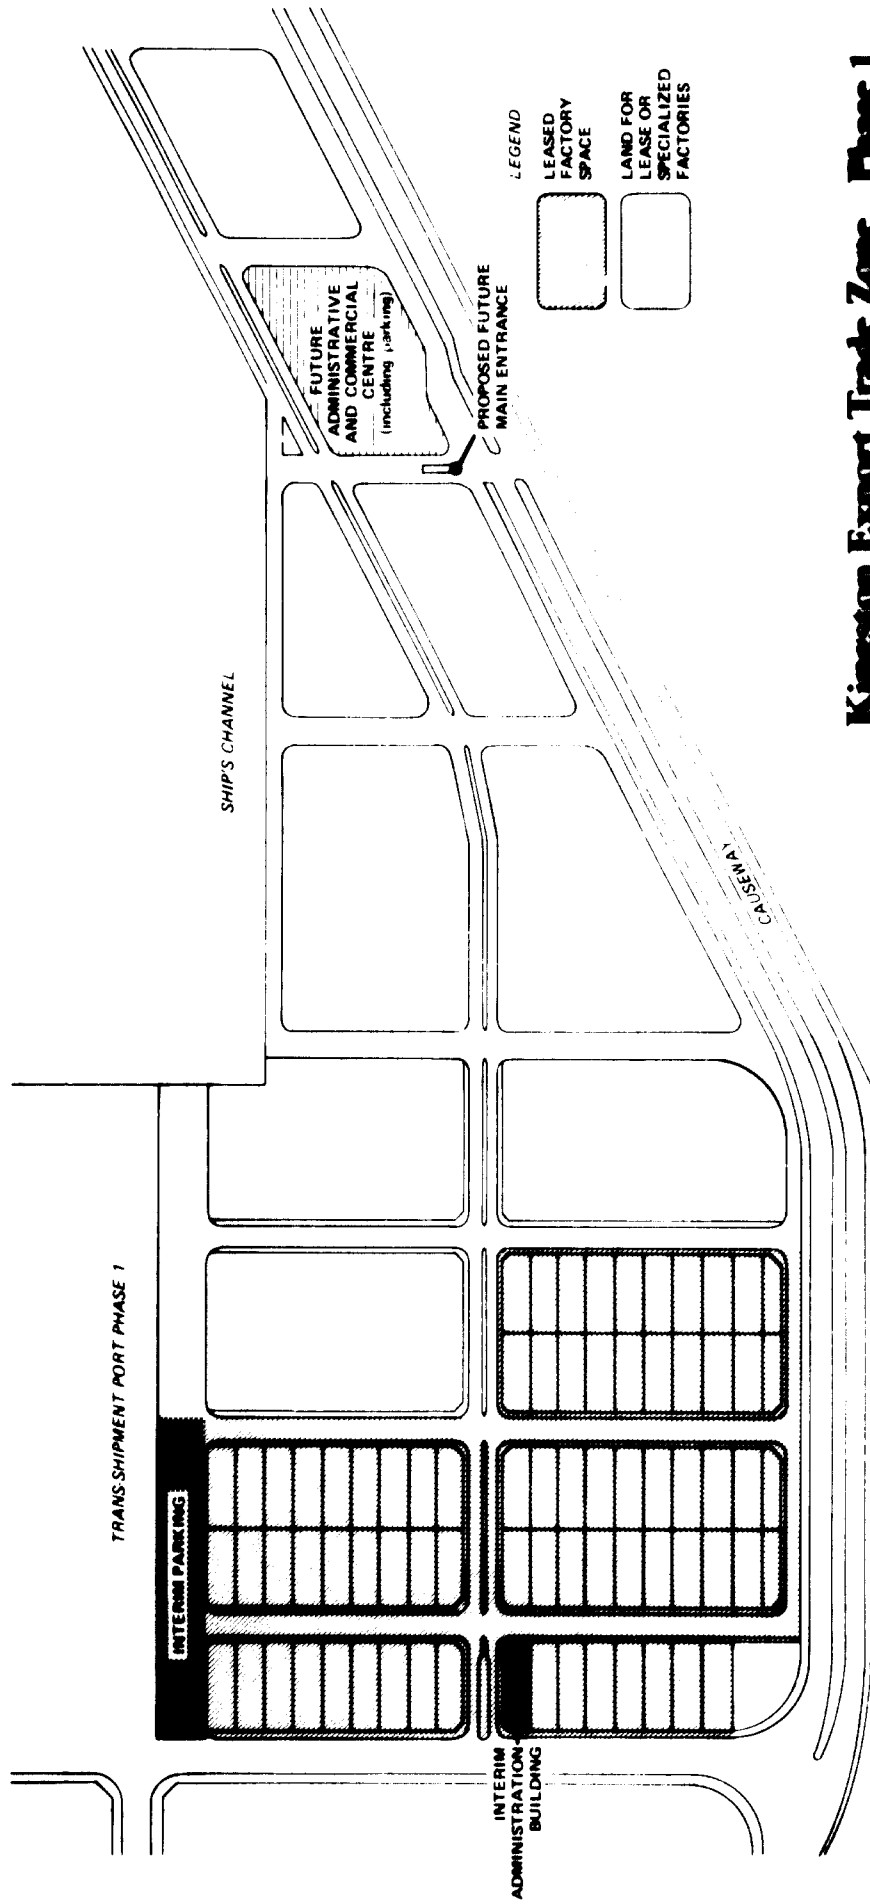 TRANS-SHIPMENT PORT PHASE 1
SHIP'S CHANNEL
INTERIM PARKING
FUTURE
ADMINISTRATIVE
AND COMMERCIAL
CENTRE
(including parking)
PROPOSED FUTURE
MAIN ENTRANCE
INTERIM
ADMINISTRATION
BUILDING
CAUSEWAY
LEGEND
LEASED
FACTORY
SPACE
LAND FOR
LEASE OR
SPECIALIZED
FACTORIES
Kingston Export Trade Zone Phase 1